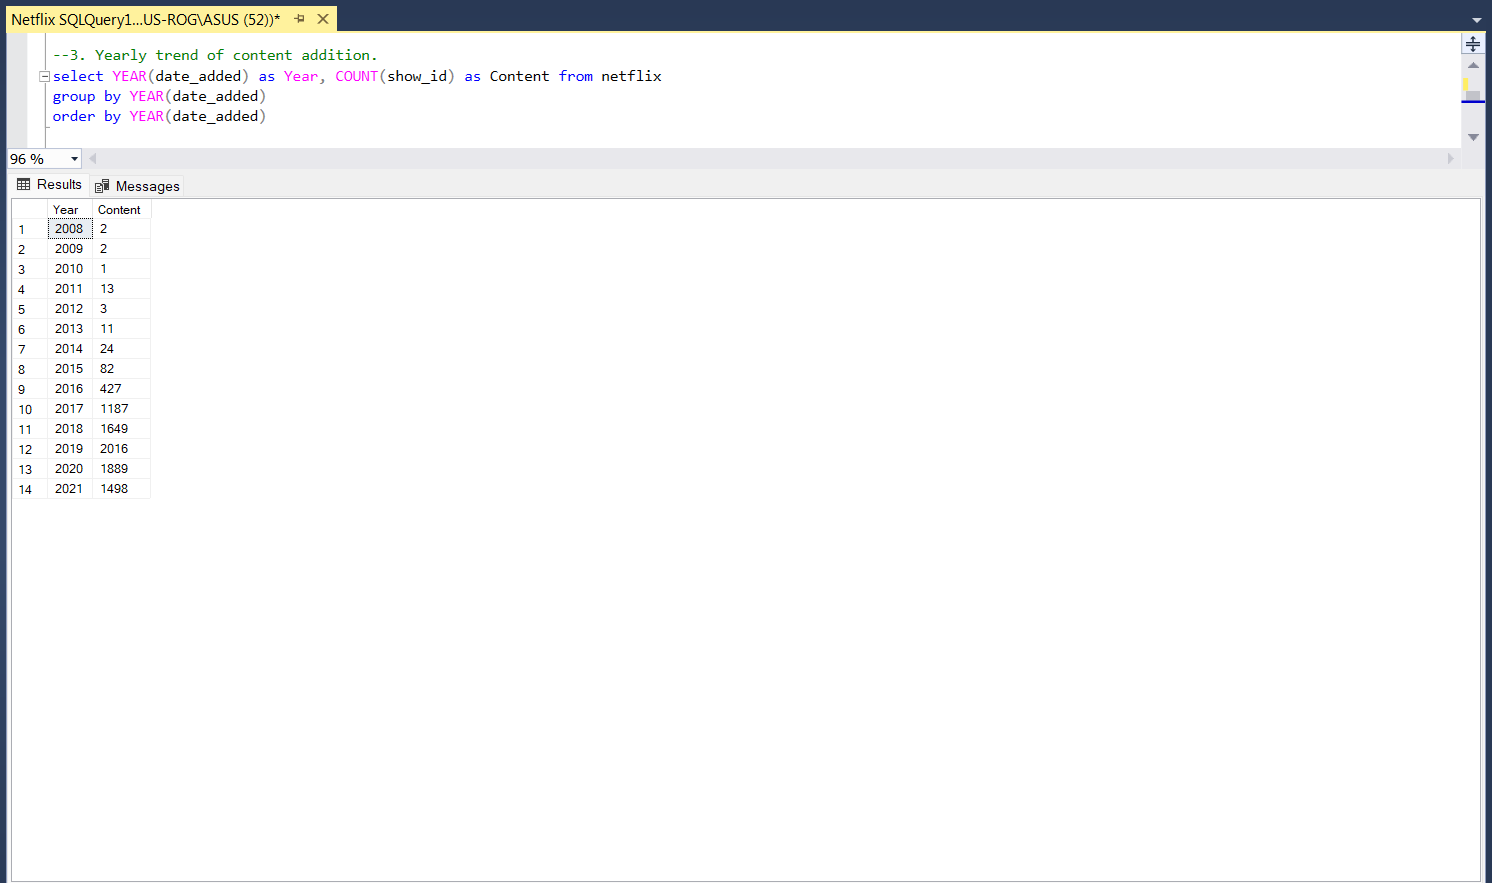 Netflix SQLQuery1...US-ROG\ASUS (52))*
--3. Yearly trend of content addition.
select YEAR(date_added) as Year, COUNT(show_id) as Content from netflix
group by YEAR(date_added)
order by YEAR(date_added)
96 %
Results Messages
Year Content
1 2008 2
2 2009 2
3 2010 1
4 2011 13
5 2012 3
6 2013 11
7 2014 24
8 2015 82
9 2016 427
10 2017 1187
11 2018 1649
12 2019 2016
13 2020 1889
14 2021 1498